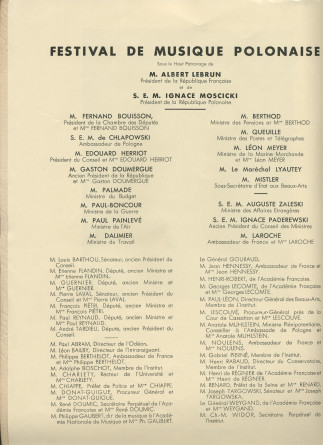 FESTIVAL DE MUSIQUE POLONAISE
Sous le Haut Patronage de
M. ALBERT LEBRUN
Président de la République Française
et de
S. E. M. IGNACE MOSCICKI
Président de la République Polonaise
M. FERNAND BOUISSON,
Président de la Chambre des Députés
et Mme FERNAND BOUISSON
S. E. M. de CHLAPOWSKI
Ambassadeur de Pologne
M. EDOUARD HERRIOT
Président du Conseil et Mme EDOUARD HERRIOT
M. GASTON DOUMERGUE
Ancien Président de la République
et Mme Gaston DOUMERGUE
M. PALMADE
Ministre du Budget
M. PAUL-BONCOUR
Ministre de la Guerre
M. PAUL PAINLEVÉ
Ministre de l'Air
M. DALIMIER
Ministre du Travail
M. BERTHOD
Ministre des Pensions et Mme BERTHOD
M. QUEUILLE
Ministre des Postes et Télégraphes
M. LÉON MEYER
Ministre de la Marine Marchande
et Mme Léon MEYER
M. Le Maréchal LYAUTEY
M. MISTLER
Sous-Secrétaire d'Etat aux Beaux-Arts
S. E. M. AUGUSTE ZALESKI
Ministre des Affaires Etrangères
S. E. M. IGNACE PADEREWSKI
Ancien Président du Conseil des Ministres
M. LAROCHE
Ambassadeur de France et Mme LAROCHE
M. Louis BARTHOU, Sénateur, ancien Président
du Conseil.
M. Etienne FLANDIN, Député, ancien Ministre et
Mme Etienne FLANDIN.
M. GUERNIER, Député, ancien Ministre et
Mme GUERNIER.
M. Pierre LAVAL, Sénateur, ancien Président du
Conseil et Mme Pierre LAVAL.
M. François PIÉTRI, Député, ancien Ministre et
Mme François PIÉTRI.
M. Paul REYNAUD, Député, ancien Ministre et
Mme Paul REYNAUD.
M. André TARDIEU, Député, ancien Président du
Conseil.
M. Paul ABRAM, Directeur de l'Odéon.
M. Léon BAILBY, Directeur de l'Intransigeant.
M. Philippe BERTHELOT, Ambassadeur de France
et Mme Philippe BERTHELOT.
M. Adolphe BOSCHOT, Membre de l'Institut.
M. CHARLETY, Recteur de l'Université et
Mme CHARLETY.
M. CHIAPPE, Préfet de Police et Mme CHIAPPE.
M. DONAT-GUIGUE, Procureur Général et
Mme DONAT-GUIGUE.
M. René DOUMIC, Secrétaire Perpétuel de l'Académie
Française et Mme René DOUMIC.
M. Philippe GAUBERT, dir de la musique à l'Académie
Nationale de Musique et Mme Ph. GAUBERT.
Le Général GOURAUD.
M. Jean HENNESSY, Ambassadeur de France et
Mme Jean HENNESSY.
M. HENRI-ROBERT, de l'Académie Française.
M. Georges LECOMTE, de l'Académie Française
et Mme Georges LECOMTE.
M. PAUL-LÉON, Directeur Général des Beaux-Arts,
Membre de l'Institut.
M. LESCOUVÉ, Procureur-Général près la
Cour de Cassation et Mme LESCOUVÉ.
M. Anatole MUHLSTEIN, Ministre Plénipotentiaire,
Conseiller à l'Ambassade de Pologne et
Mme Anatole MUHLSTEIN.
M. NOULENS, Ambassadeur de France et
Mme NOULENS.
M. Gabriel PIERNÉ, Membre de l'Institut.
M. Henri RABAUD, Directeur du Conservatoire,
Membre de l'Institut.
M. Henri de RÉGNIER de l'Académie Française et
Mme Henri de RÉGNIER
M. RENARD, Préfet de la Seine et Mme RENARD.
M. Joseph TARGOWSKI, Sénateur et Mme Joseph
TARGOWSKA.
Le Général WEYGAND, de l'Académie Française,
et Mme WEYGAND.
M. Ch.-M. WIDOR, Secrétaire Perpétuel de
l'Institut.